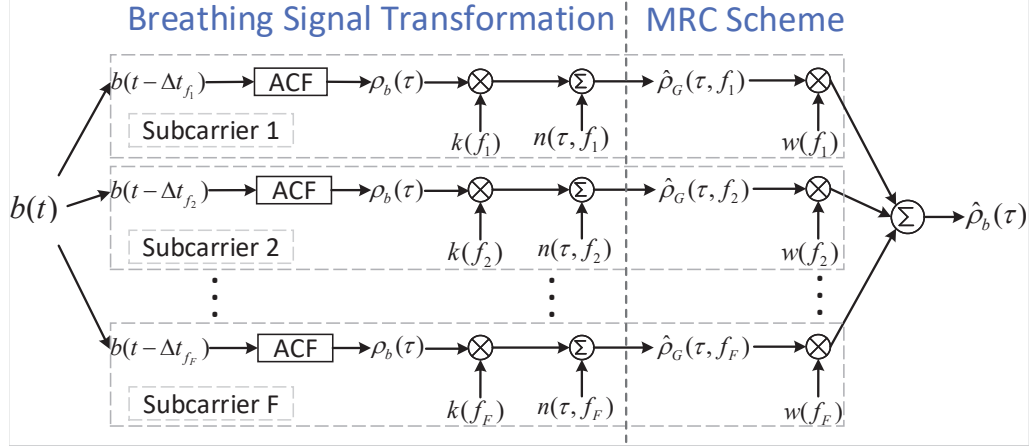 Breathing Signal Transformation MRC Scheme
b(t − Δt_{f_1}) ACF ρ_b(τ) ⊗ Σ ρ̂_G(τ, f_1) ⊗
Subcarrier 1 k(f_1) n(τ, f_1) w(f_1)
b(t) b(t − Δt_{f_2}) ACF ρ_b(τ) ⊗ Σ ρ̂_G(τ, f_2) ⊗ Σ ρ̂_b(τ)
Subcarrier 2 k(f_2) n(τ, f_2) w(f_2)
b(t − Δt_{f_F}) ACF ρ_b(τ) ⊗ Σ ρ̂_G(τ, f_F) ⊗
Subcarrier F k(f_F) n(τ, f_F) w(f_F)